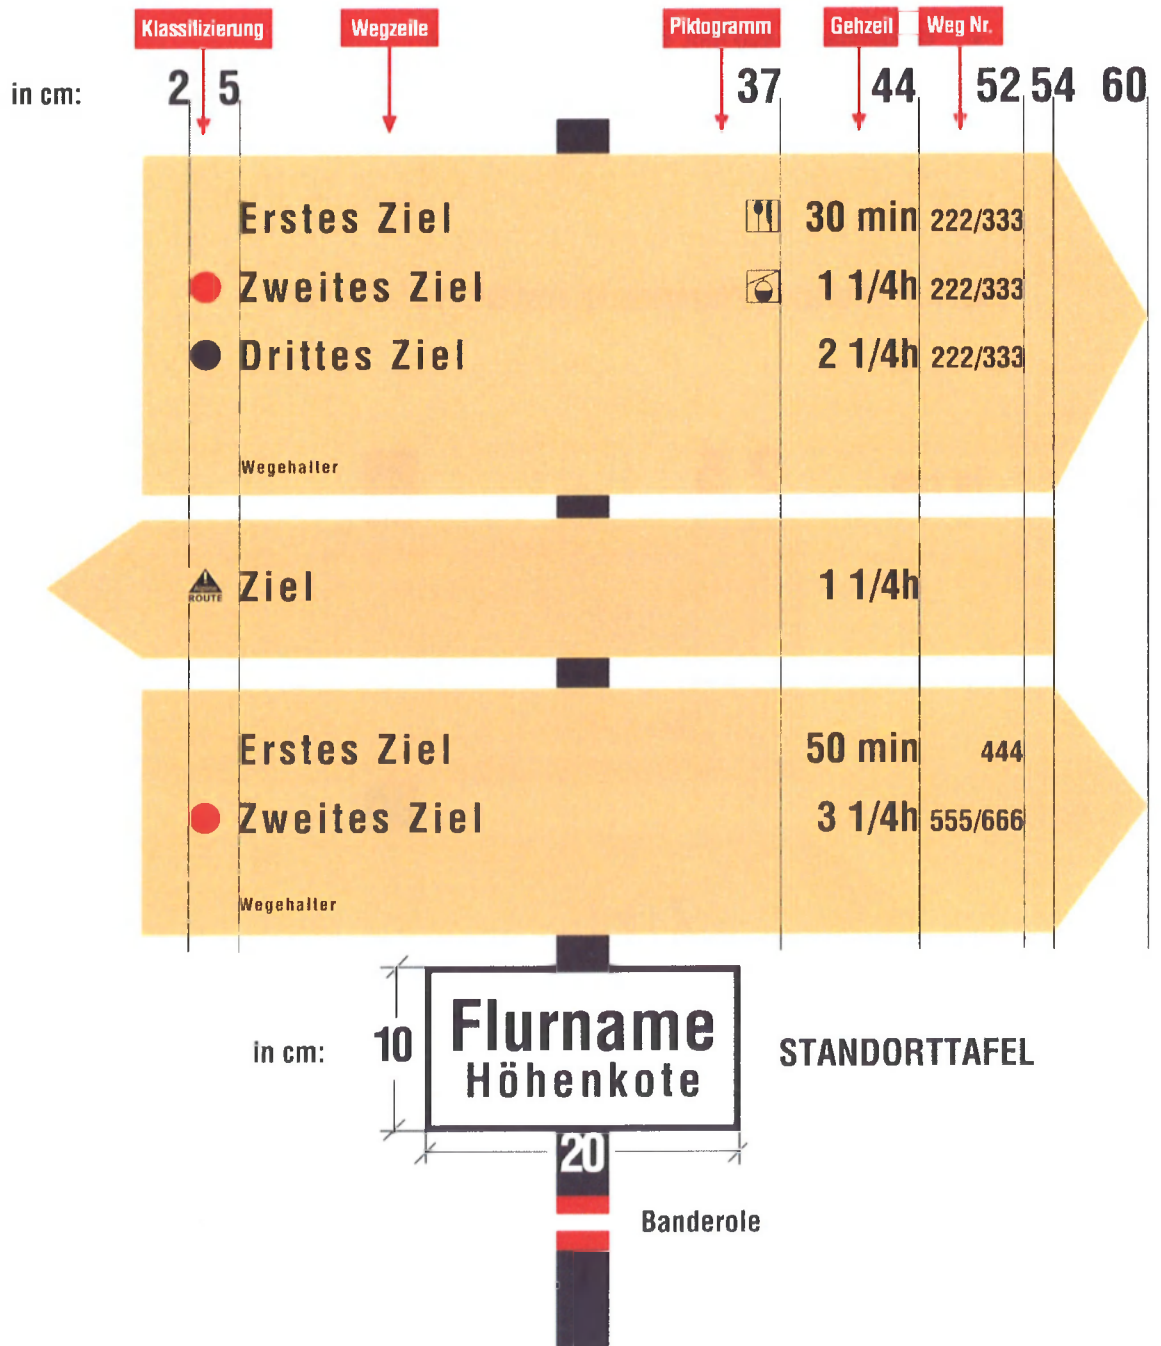 Klassifizierung Wegzeile Piktogramm Gehzeit Weg Nr.
in cm: 2 5 37 44 52 54 60
Erstes Ziel 30 min 222/333
Zweites Ziel 1 1/4h 222/333
Drittes Ziel 2 1/4h 222/333
Wegehalter
ROUTE Ziel 1 1/4h
Erstes Ziel 50 min 444
Zweites Ziel 3 1/4h 555/666
Wegehalter
Flurname
in cm: 10 Höhenkote STANDORTTAFEL
20
Banderole